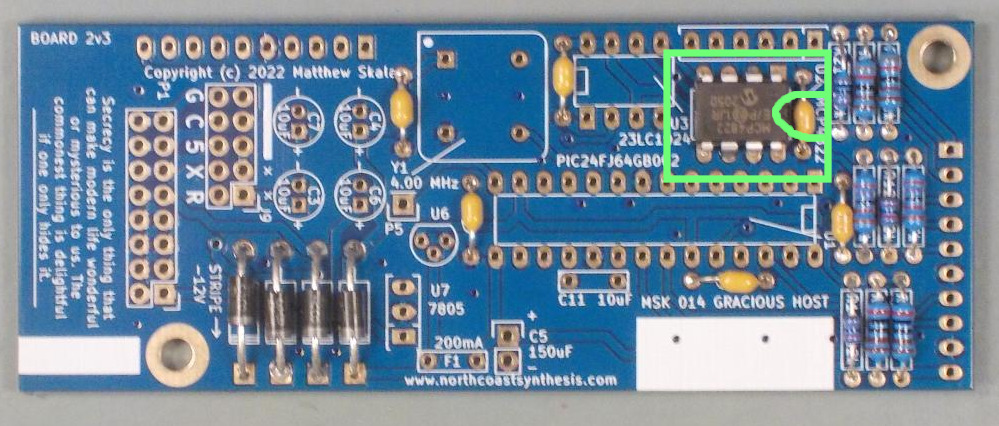 BOARD 2v3
Copyright (c) 2022 Matthew Skala
P1
G C 5 X R
Secrecy is the only thing that
can make modern life wonderful
or mysterious to us. The
commonest thing is delightful
if one only hides it.
C7
10uF
C4
10uF
C3
10uF
C6
10uF
Y1
4.00 MHz
P5
U6
U3
23LC1024
PIC24FJ64GB002
U1
STRIPE →
-12V
U7
7805
200mA
F1
+
C5
150uF
-
C11 10uF
MSK 014 GRACIOUS HOST
www.northcoastsynthesis.com